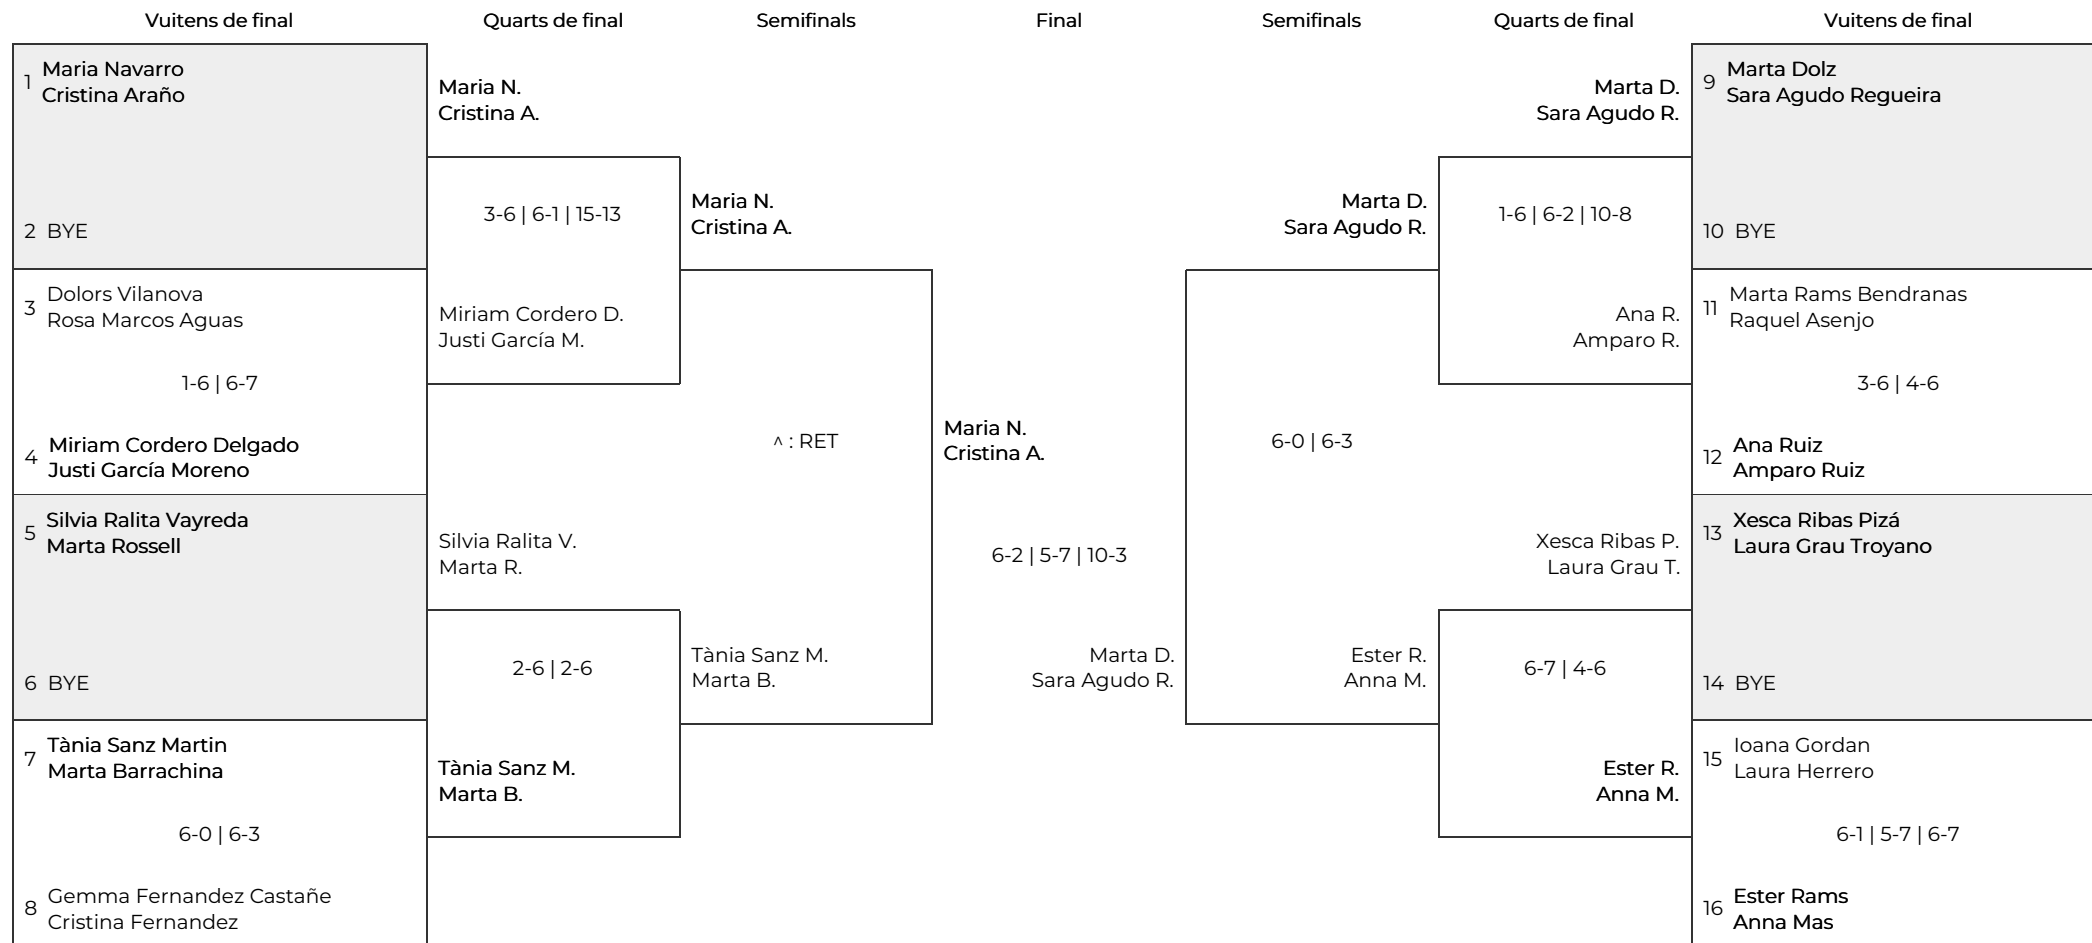 Vuitens de final
Quarts de final
Semifinals
Final
Semifinals
Quarts de final
Vuitens de final
1
Maria Navarro
Cristina Araño
2 BYE
3
Dolors Vilanova
Rosa Marcos Aguas
1-6 | 6-7
4
Miriam Cordero Delgado
Justi García Moreno
5
Silvia Ralita Vayreda
Marta Rossell
6 BYE
7
Tània Sanz Martin
Marta Barrachina
6-0 | 6-3
8
Gemma Fernandez Castañe
Cristina Fernandez
Maria N.
Cristina A.
3-6 | 6-1 | 15-13
Miriam Cordero D.
Justi García M.
Silvia Ralita V.
Marta R.
2-6 | 2-6
Tània Sanz M.
Marta B.
Maria N.
Cristina A.
^ : RET
Tània Sanz M.
Marta B.
Maria N.
Cristina A.
6-2 | 5-7 | 10-3
Marta D.
Sara Agudo R.
Marta D.
Sara Agudo R.
6-0 | 6-3
Ester R.
Anna M.
Marta D.
Sara Agudo R.
1-6 | 6-2 | 10-8
Ana R.
Amparo R.
Xesca Ribas P.
Laura Grau T.
6-7 | 4-6
Ester R.
Anna M.
9
Marta Dolz
Sara Agudo Regueira
10 BYE
11
Marta Rams Bendranas
Raquel Asenjo
3-6 | 4-6
12
Ana Ruiz
Amparo Ruiz
13
Xesca Ribas Pizá
Laura Grau Troyano
14 BYE
15
Ioana Gordan
Laura Herrero
6-1 | 5-7 | 6-7
16
Ester Rams
Anna Mas